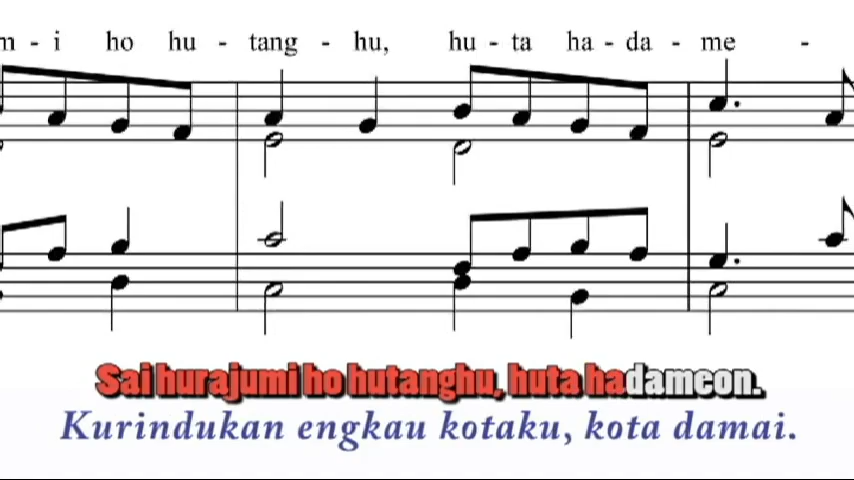 m - i ho hu - tang - hu, hu - ta ha - da - me -
Sai hurajumi ho hutanghu, huta hadameon.
Kurindukan engkau kotaku, kota damai.